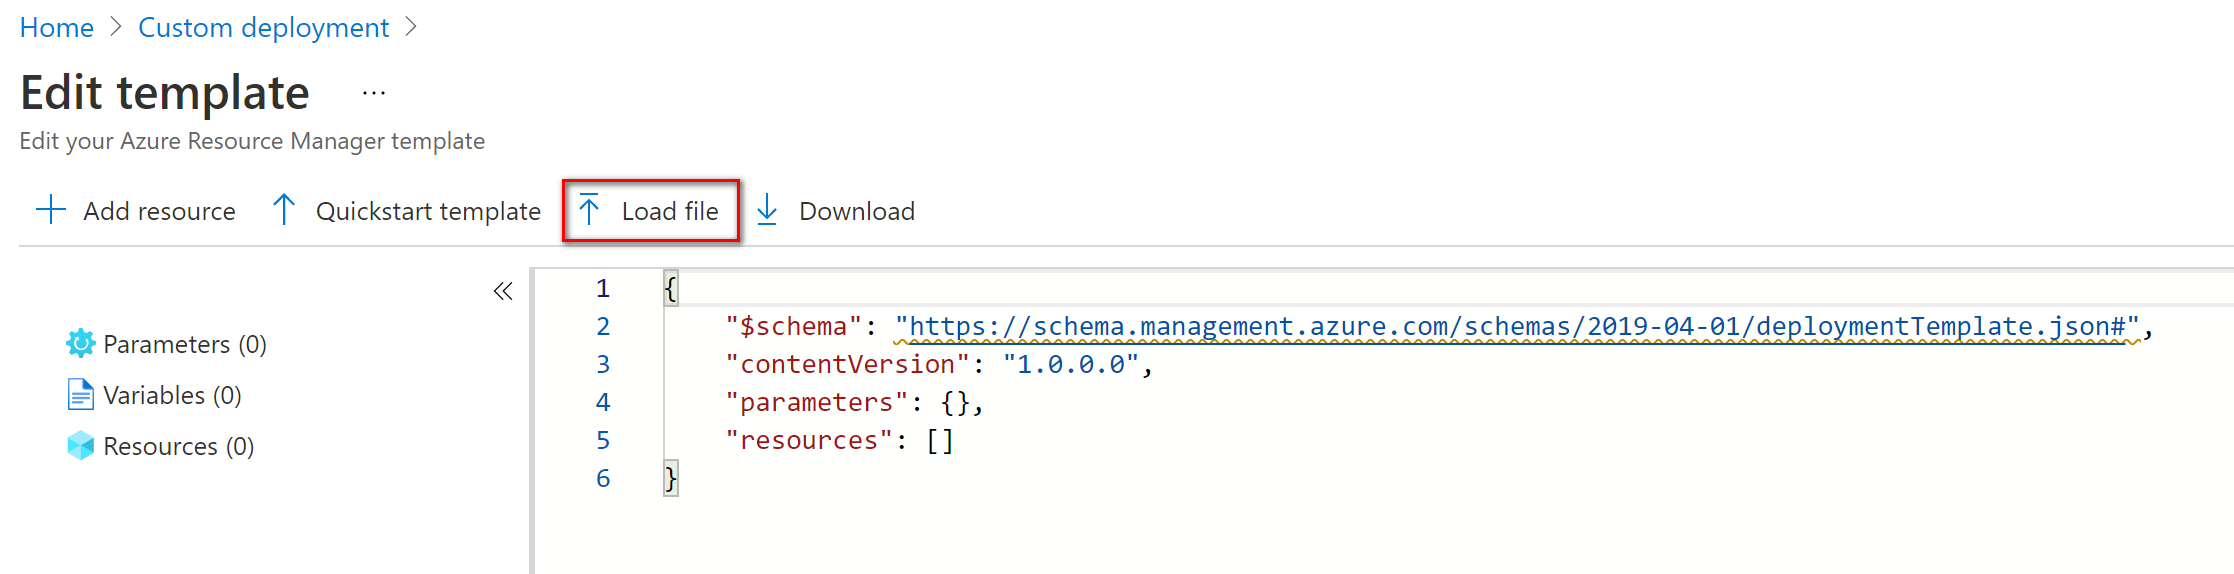 Home > Custom deployment >
Edit template ...
Edit your Azure Resource Manager template
Add resource Quickstart template Load file Download
«
Parameters (0)
Variables (0)
Resources (0)
1 {
2 "$schema": "https://schema.management.azure.com/schemas/2019-04-01/deploymentTemplate.json#",
3 "contentVersion": "1.0.0.0",
4 "parameters": {},
5 "resources": []
6 }